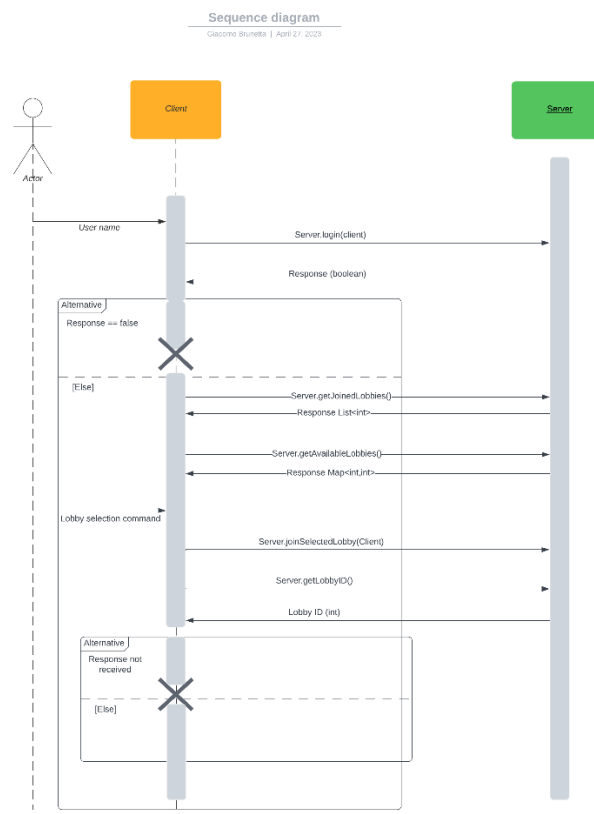 Sequence diagram
Giacomo Brunetta | April 27, 2023
Client
Server
Actor
User name
Server.login(client)
Response (boolean)
Alternative
Response == false
[Else]
Server.getJoinedLobbies()
Response List<int>
Server.getAvailableLobbies()
Response Map<int,int>
Lobby selection command
Server.joinSelectedLobby(Client)
Server.getLobbyID()
Lobby ID (int)
Alternative
Response not
received
[Else]